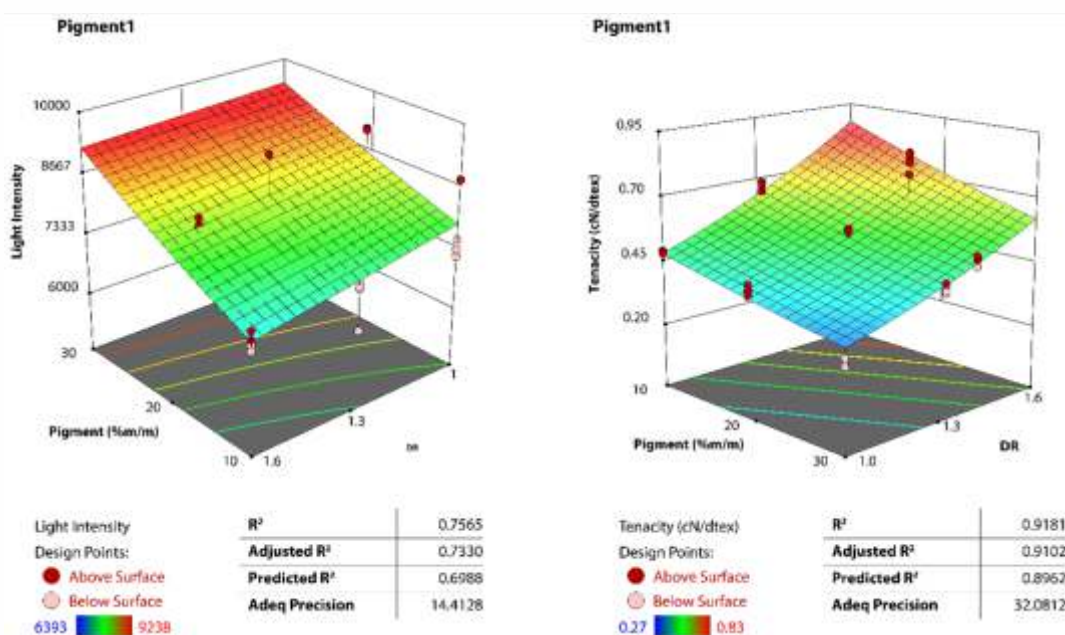 Pigment1
10000
8667
7333
6000
Light Intensity
30
20
10
Pigment (%m/m)
1
1.3
1.6
DR
Light Intensity
Design Points:
Above Surface
Below Surface
6393 9238
R² 0.7565
Adjusted R² 0.7330
Predicted R² 0.6988
Adeq Precision 14.4128
Pigment1
0.95
0.70
0.45
0.20
Tenacity (cN/dtex)
10
20
30
Pigment (%m/m)
1.6
1.3
1.0
DR
Tenacity (cN/dtex)
Design Points:
Above Surface
Below Surface
0.27 0.83
R² 0.9181
Adjusted R² 0.9102
Predicted R² 0.8962
Adeq Precision 32.0812